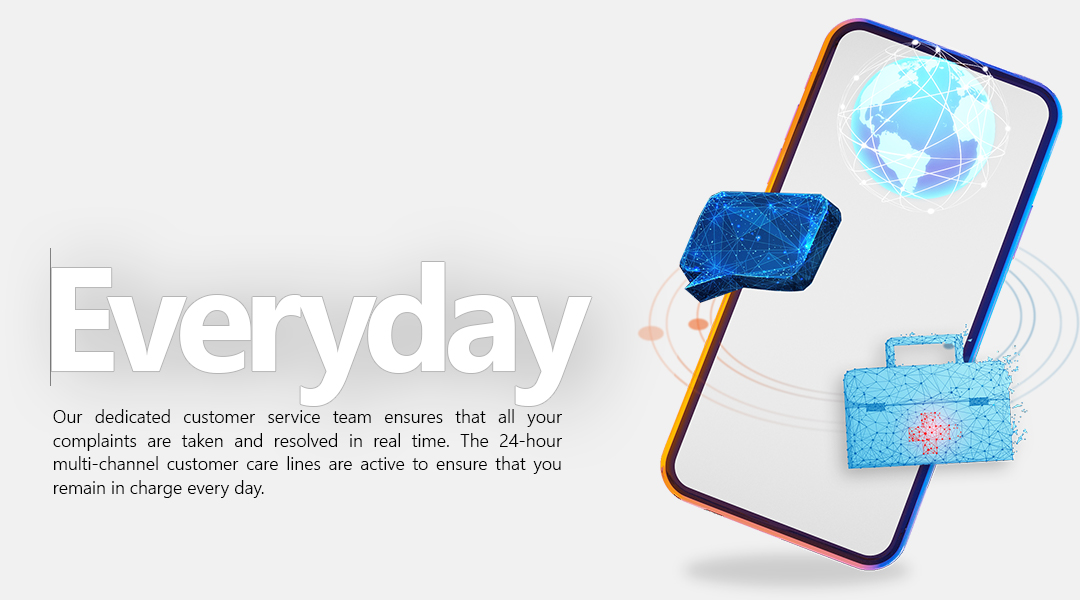 Everyday
Our dedicated customer service team ensures that all your
complaints are taken and resolved in real time. The 24-hour
multi-channel customer care lines are active to ensure that you
remain in charge every day.